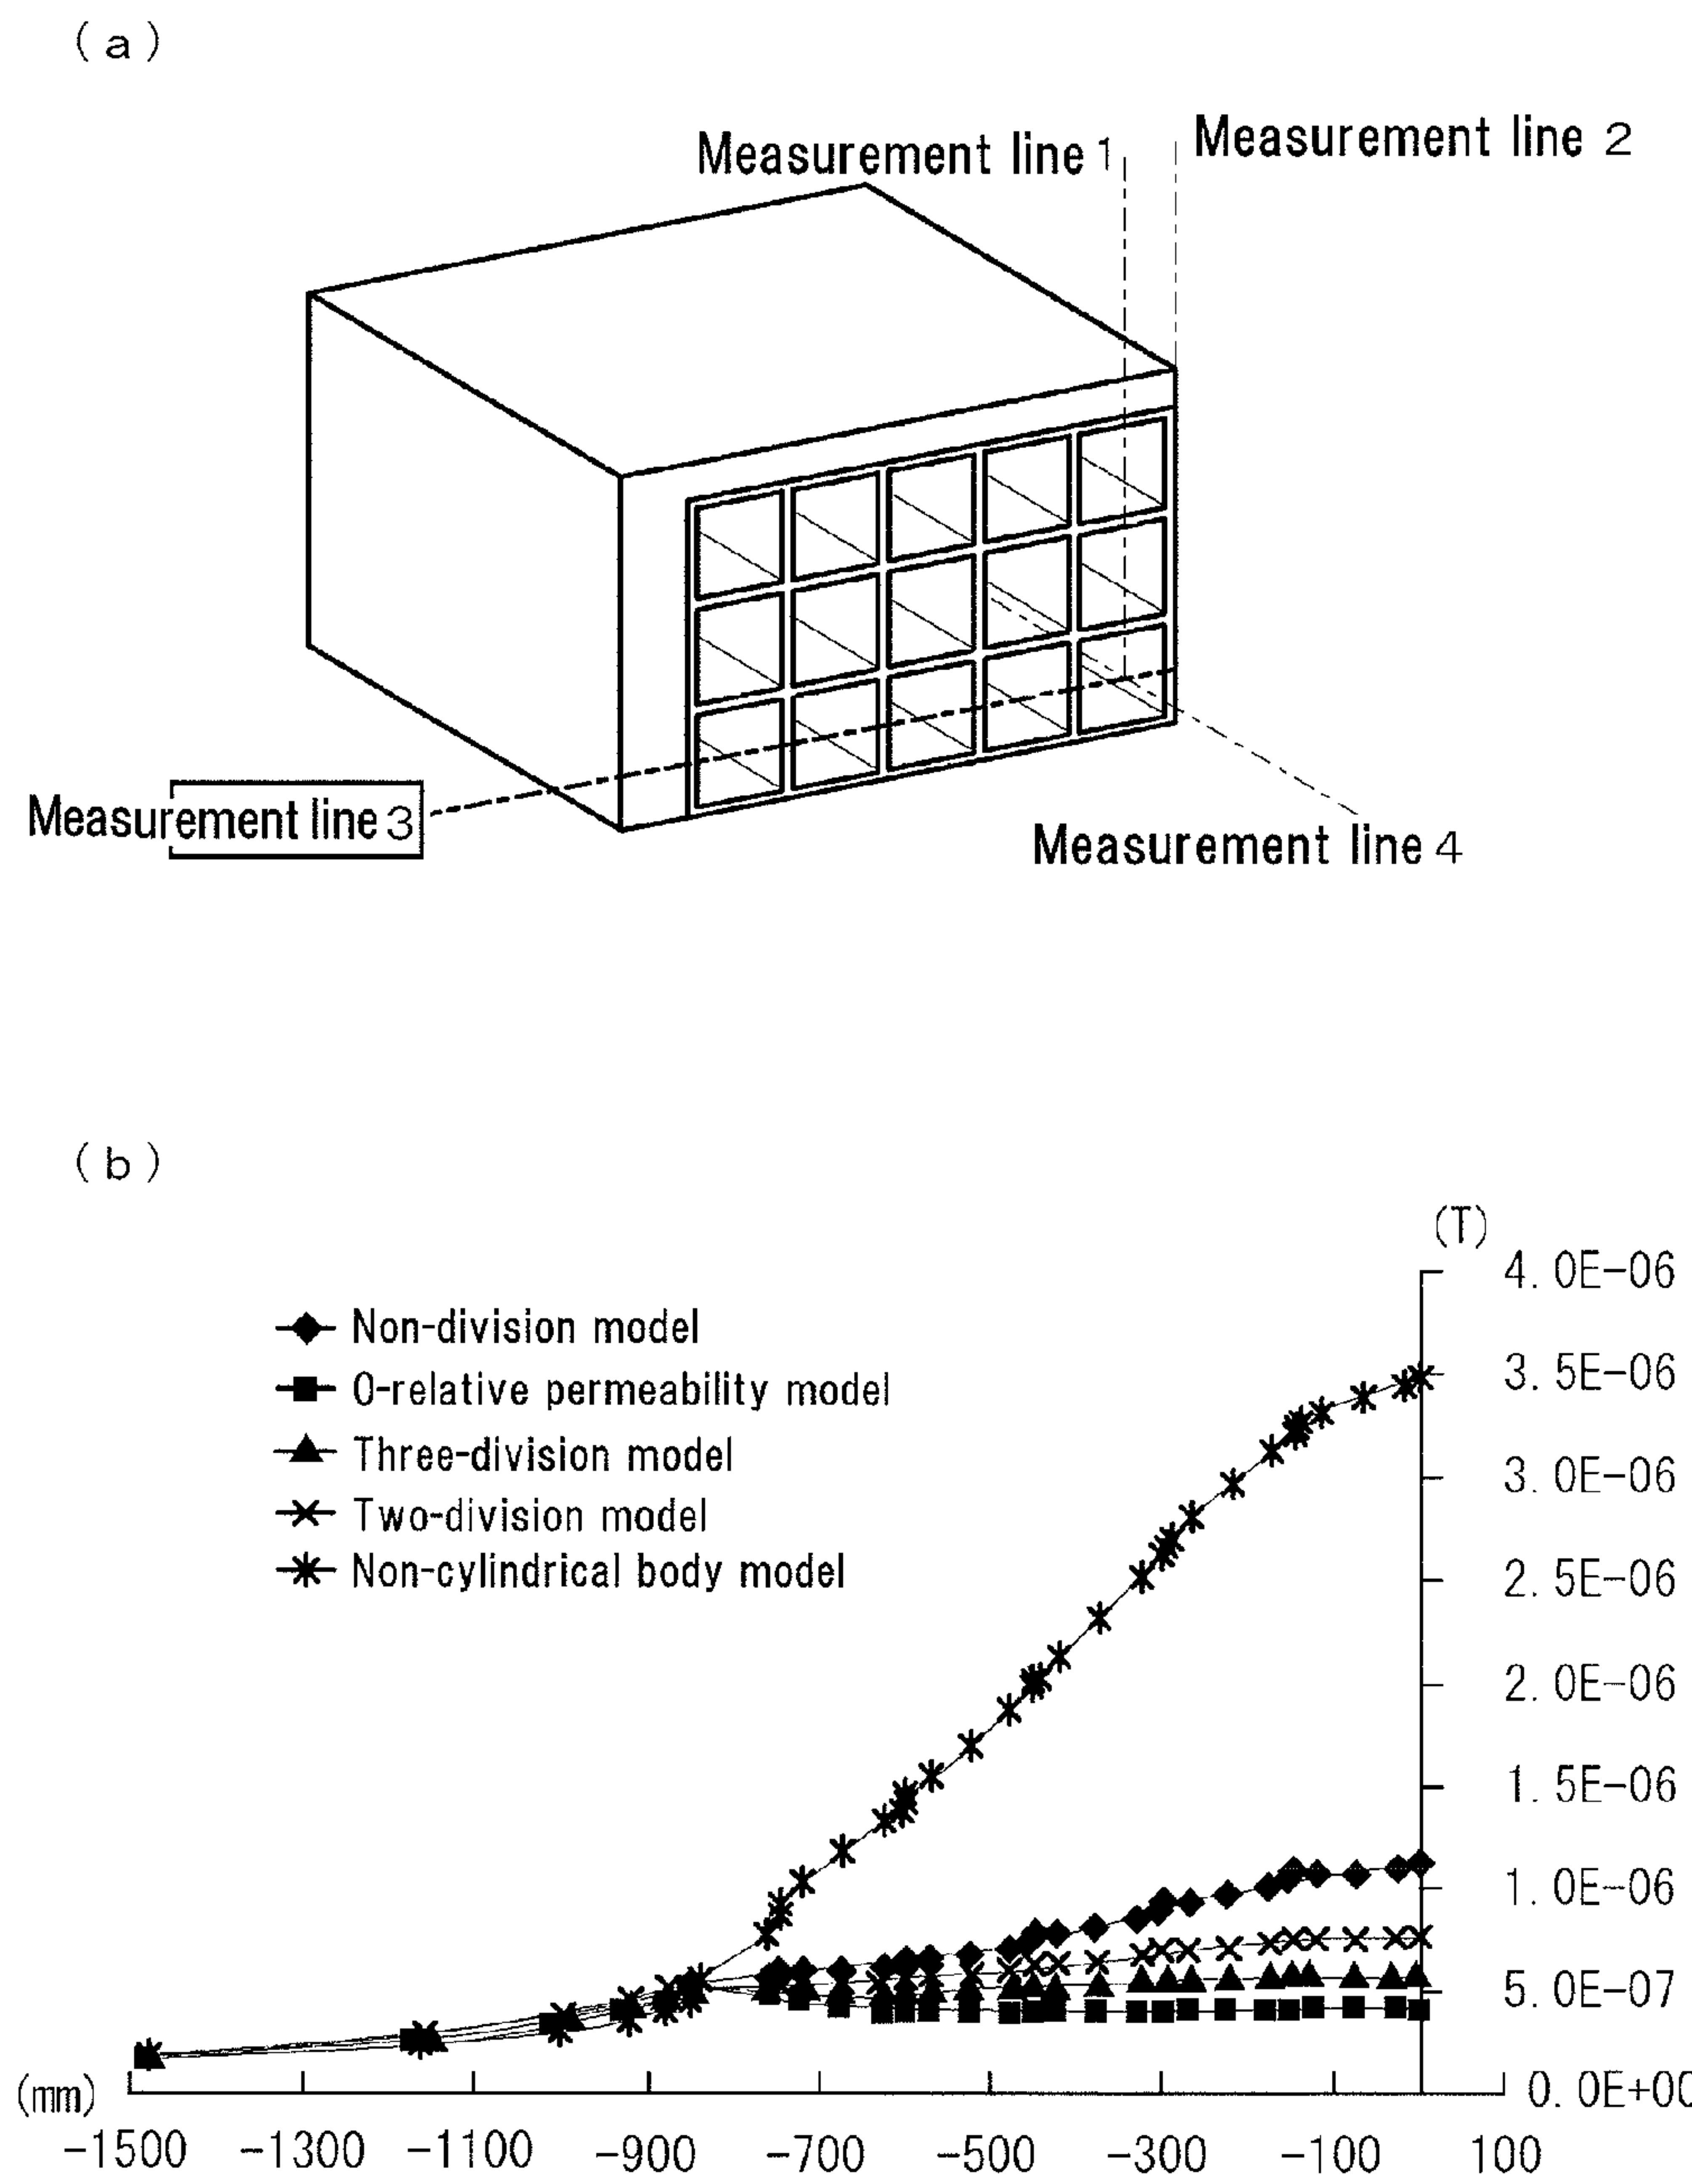 (a)
Measurement line 1
Measurement line 2
Measurement line 3
Measurement line 4
(b)
(T)
4.0E-06
3.5E-06
3.0E-06
2.5E-06
2.0E-06
1.5E-06
1.0E-06
5.0E-07
0.0E+00
Non-division model
0-relative permeability model
Three-division model
Two-division model
Non-cylindrical body model
(mm)
-1500 -1300 -1100 -900 -700 -500 -300 -100 100